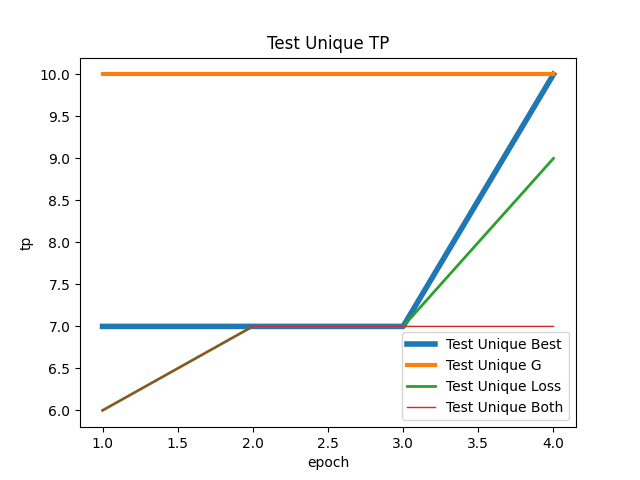 Test Unique TP
tp
10.0
9.5
9.0
8.5
8.0
7.5
7.0
6.5
6.0
Test Unique Best
Test Unique G
Test Unique Loss
Test Unique Both
1.0 1.5 2.0 2.5 3.0 3.5 4.0
epoch